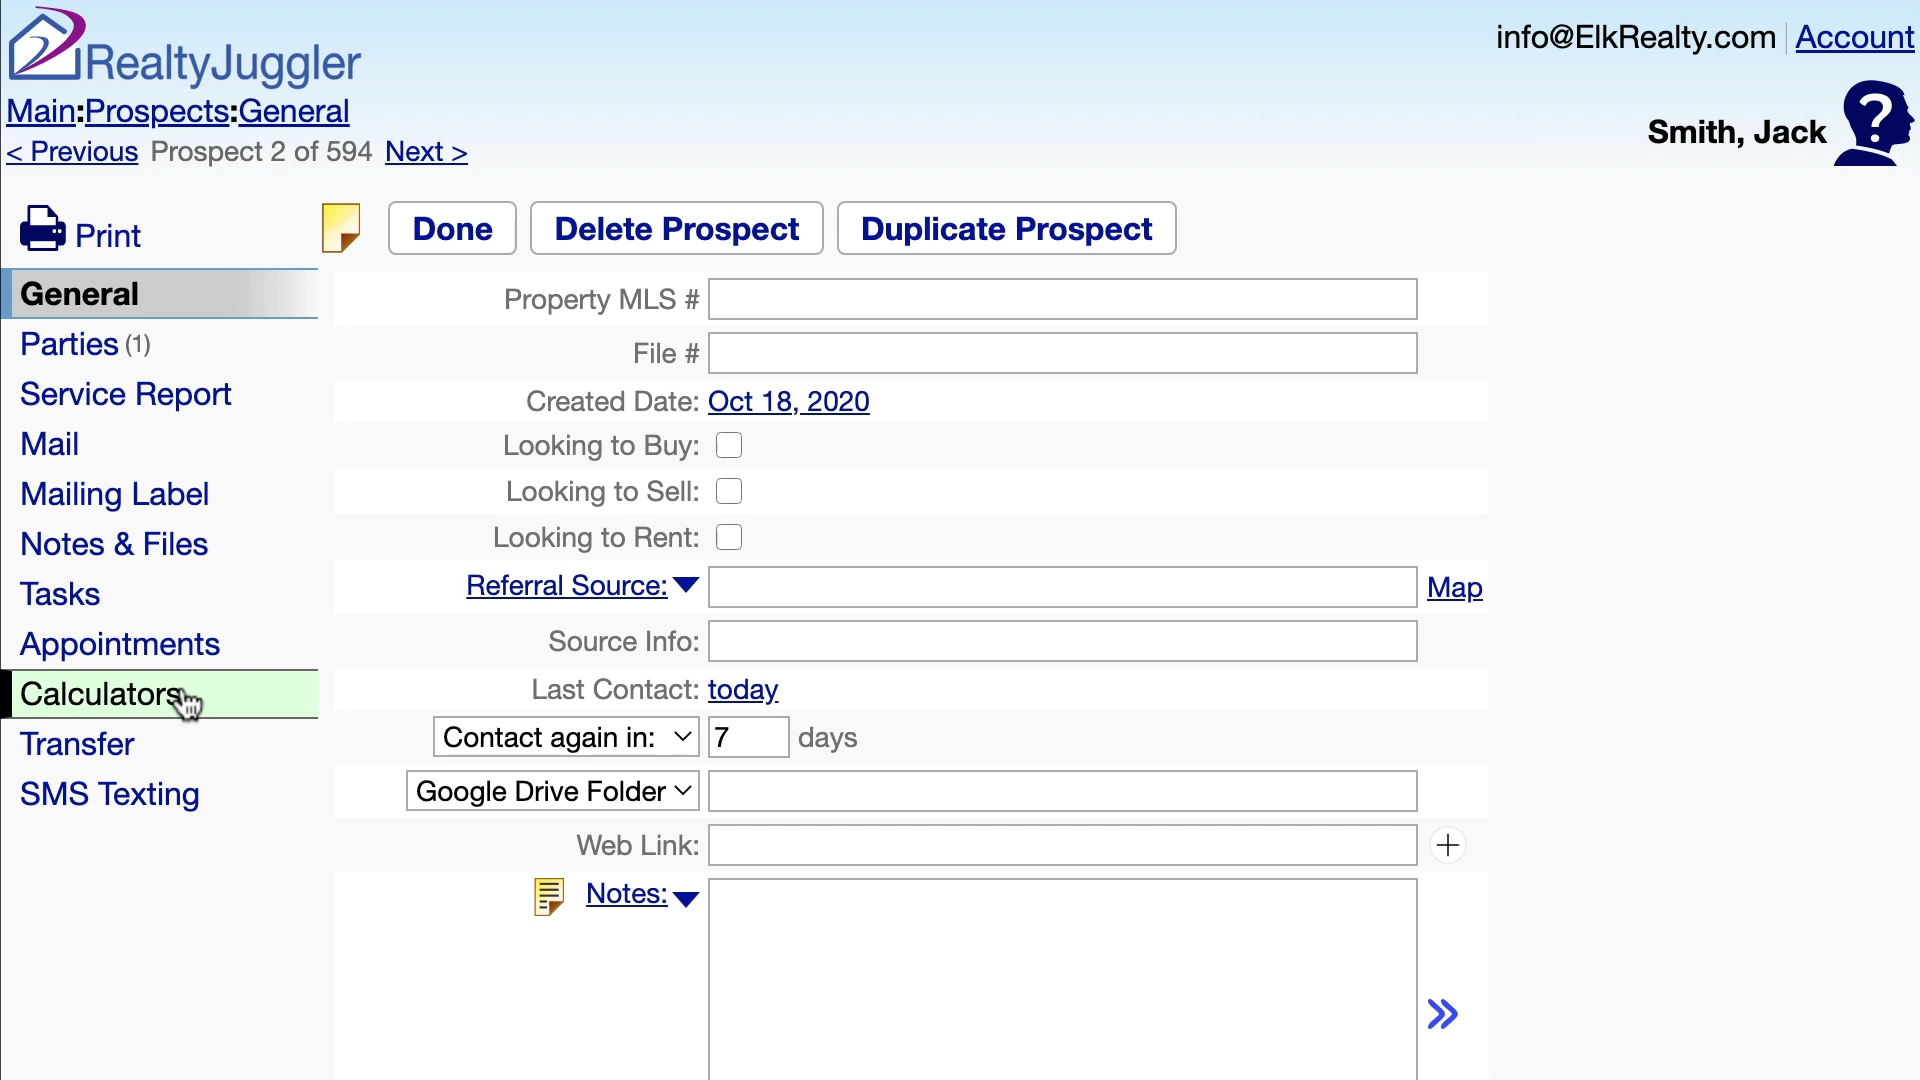 info@ElkRealty.com Account
RealtyJuggler
Main:Prospects:General
Smith, Jack
< Previous Prospect 2 of 594 Next >
Print
Done Delete Prospect Duplicate Prospect
General
Parties (1)
Service Report
Mail
Mailing Label
Notes & Files
Tasks
Appointments
Calculators
Transfer
SMS Texting
Property MLS #
File #
Created Date: Oct 18, 2020
Looking to Buy:
Looking to Sell:
Looking to Rent:
Referral Source: Map
Source Info:
Last Contact: today
Contact again in: 7 days
Google Drive Folder
Web Link:
Notes: